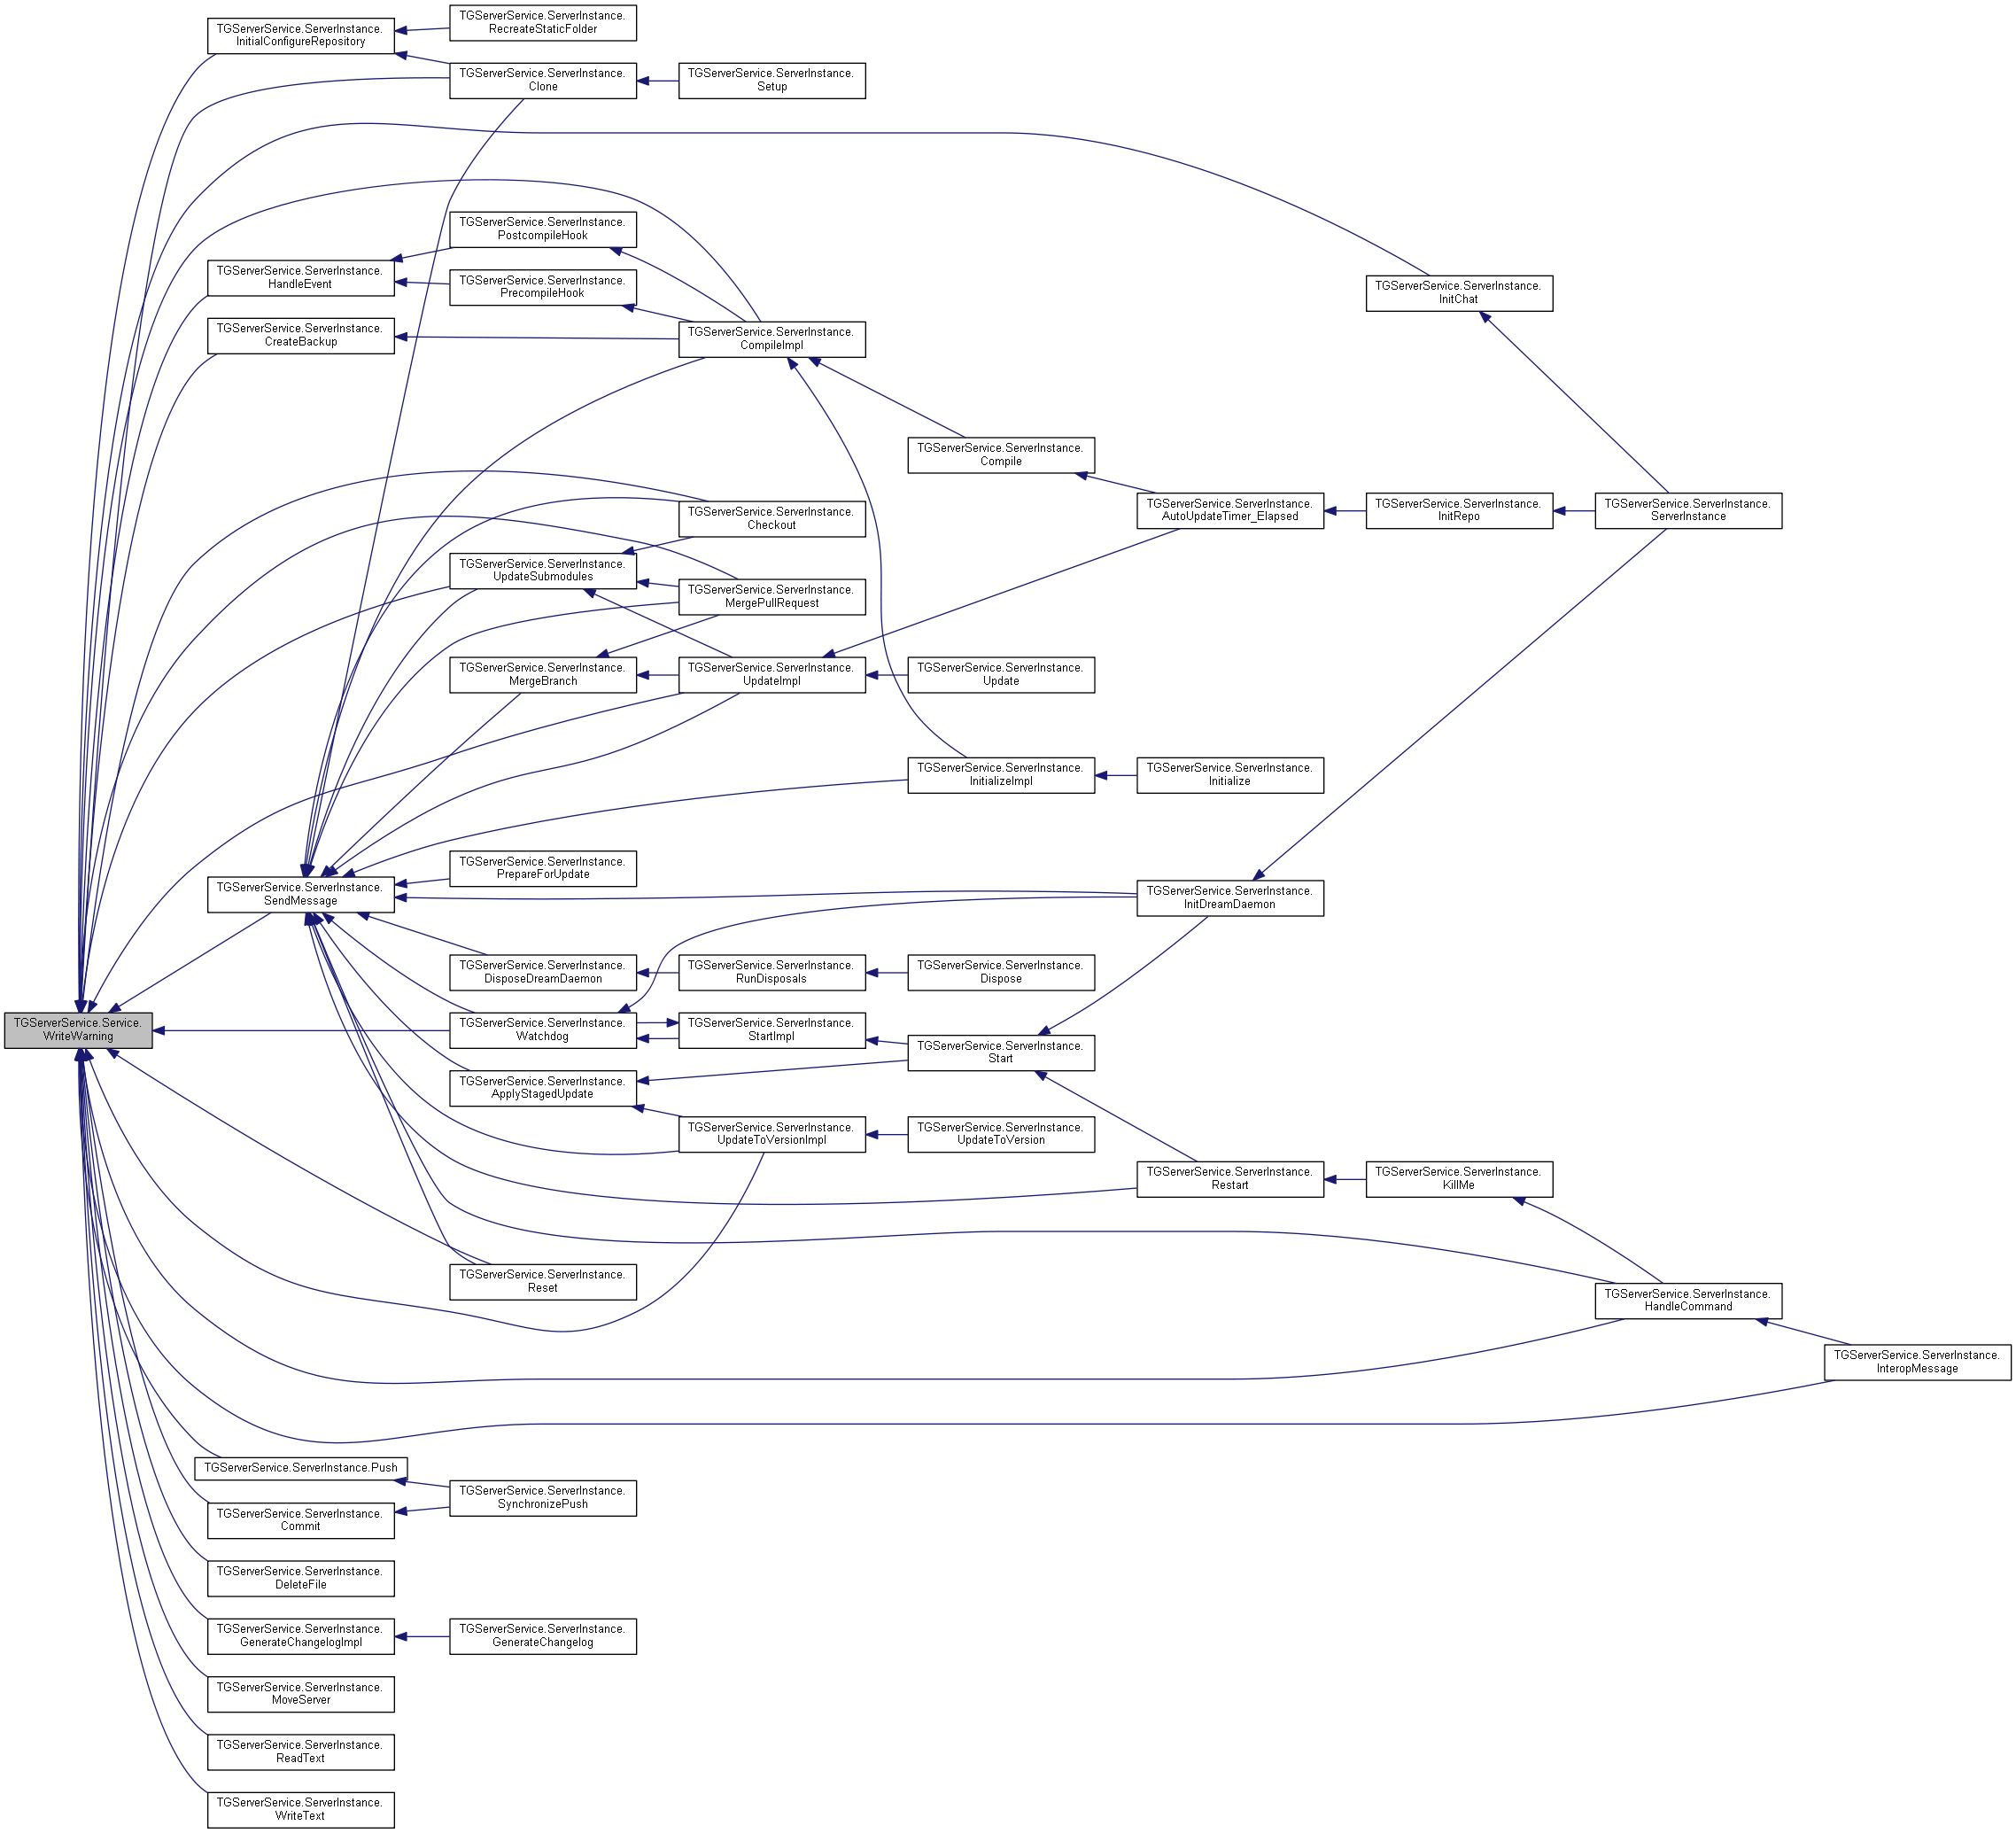 TGServerService.ServerInstance.
RecreateStaticFolder
TGServerService.ServerInstance.
InitialConfigureRepository
TGServerService.ServerInstance.
Clone
TGServerService.ServerInstance.
Setup
TGServerService.ServerInstance.
PostcompileHook
TGServerService.ServerInstance.
HandleEvent
TGServerService.ServerInstance.
PrecompileHook
TGServerService.ServerInstance.
InitChat
TGServerService.ServerInstance.
CreateBackup
TGServerService.ServerInstance.
CompileImpl
TGServerService.ServerInstance.
Compile
TGServerService.ServerInstance.
Checkout
TGServerService.ServerInstance.
AutoUpdateTimer_Elapsed
TGServerService.ServerInstance.
InitRepo
TGServerService.ServerInstance.
ServerInstance
TGServerService.ServerInstance.
UpdateSubmodules
TGServerService.ServerInstance.
MergePullRequest
TGServerService.ServerInstance.
MergeBranch
TGServerService.ServerInstance.
UpdateImpl
TGServerService.ServerInstance.
Update
TGServerService.ServerInstance.
InitializeImpl
TGServerService.ServerInstance.
Initialize
TGServerService.ServerInstance.
PrepareForUpdate
TGServerService.ServerInstance.
SendMessage
TGServerService.ServerInstance.
InitDreamDaemon
TGServerService.ServerInstance.
DisposeDreamDaemon
TGServerService.ServerInstance.
RunDisposals
TGServerService.ServerInstance.
Dispose
TGServerService.Service.
WriteWarning
TGServerService.ServerInstance.
Watchdog
TGServerService.ServerInstance.
StartImpl
TGServerService.ServerInstance.
Start
TGServerService.ServerInstance.
ApplyStagedUpdate
TGServerService.ServerInstance.
UpdateToVersionImpl
TGServerService.ServerInstance.
UpdateToVersion
TGServerService.ServerInstance.
Restart
TGServerService.ServerInstance.
KillMe
TGServerService.ServerInstance.
Reset
TGServerService.ServerInstance.
HandleCommand
TGServerService.ServerInstance.
InteropMessage
TGServerService.ServerInstance.Push
TGServerService.ServerInstance.
SynchronizePush
TGServerService.ServerInstance.
Commit
TGServerService.ServerInstance.
DeleteFile
TGServerService.ServerInstance.
GenerateChangelogImpl
TGServerService.ServerInstance.
GenerateChangelog
TGServerService.ServerInstance.
MoveServer
TGServerService.ServerInstance.
ReadText
TGServerService.ServerInstance.
WriteText